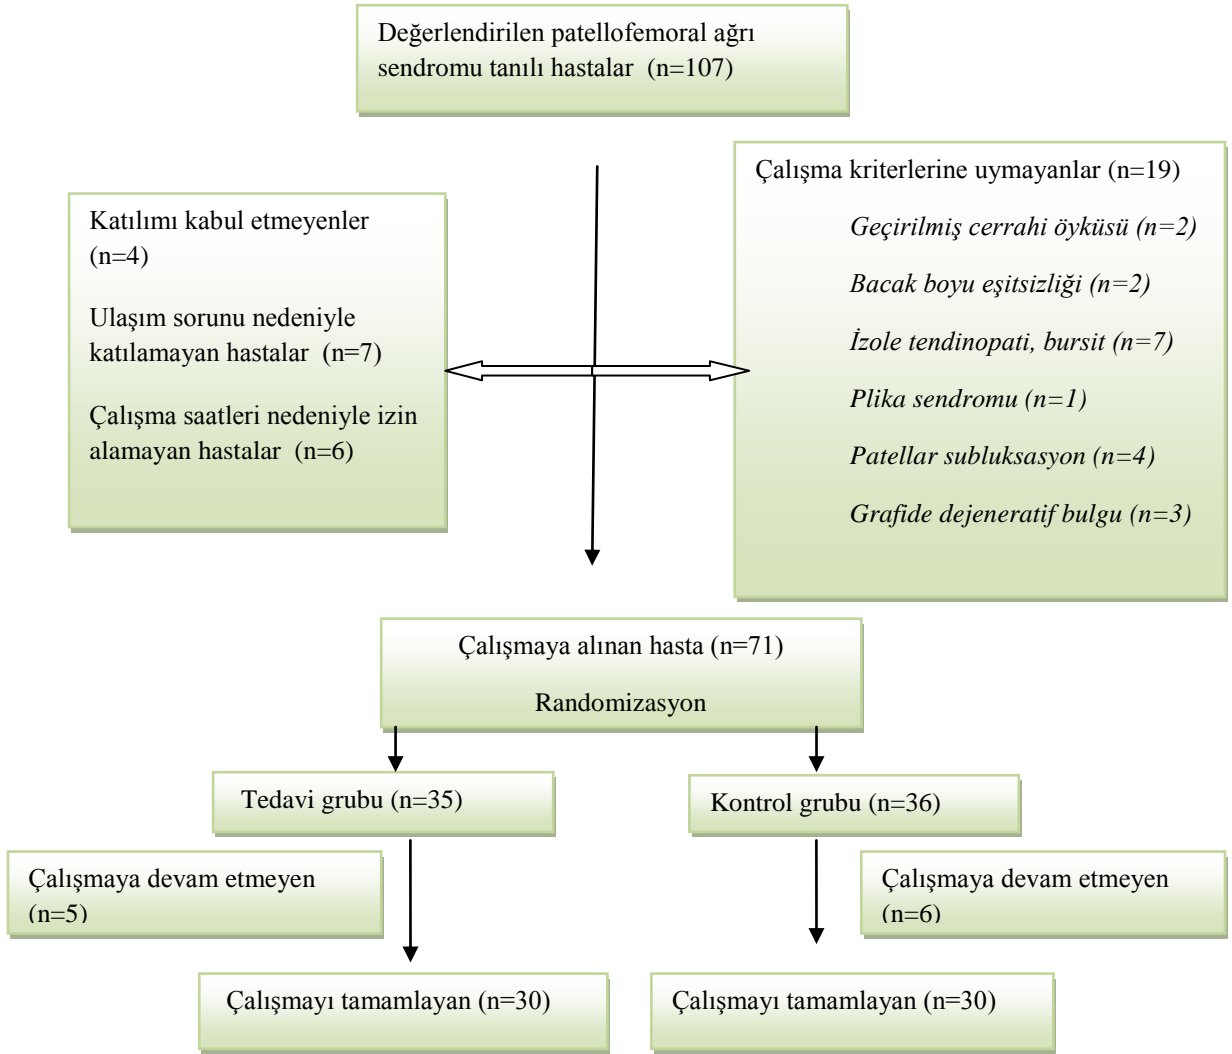 Değerlendirilen patellofemoral ağrı
sendromu tanılı hastalar (n=107)
Katılımı kabul etmeyenler
(n=4)
Ulaşım sorunu nedeniyle
katılamayan hastalar (n=7)
Çalışma saatleri nedeniyle izin
alamayan hastalar (n=6)
Çalışma kriterlerine uymayanlar (n=19)
Geçirilmiş cerrahi öyküsü (n=2)
Bacak boyu eşitsizliği (n=2)
İzole tendinopati, bursit (n=7)
Plika sendromu (n=1)
Patellar subluksasyon (n=4)
Grafide dejeneratif bulgu (n=3)
Çalışmaya alınan hasta (n=71)
Randomizasyon
Tedavi grubu (n=35)
Kontrol grubu (n=36)
Çalışmaya devam etmeyen
(n=5)
Çalışmaya devam etmeyen
(n=6)
Çalışmayı tamamlayan (n=30)
Çalışmayı tamamlayan (n=30)